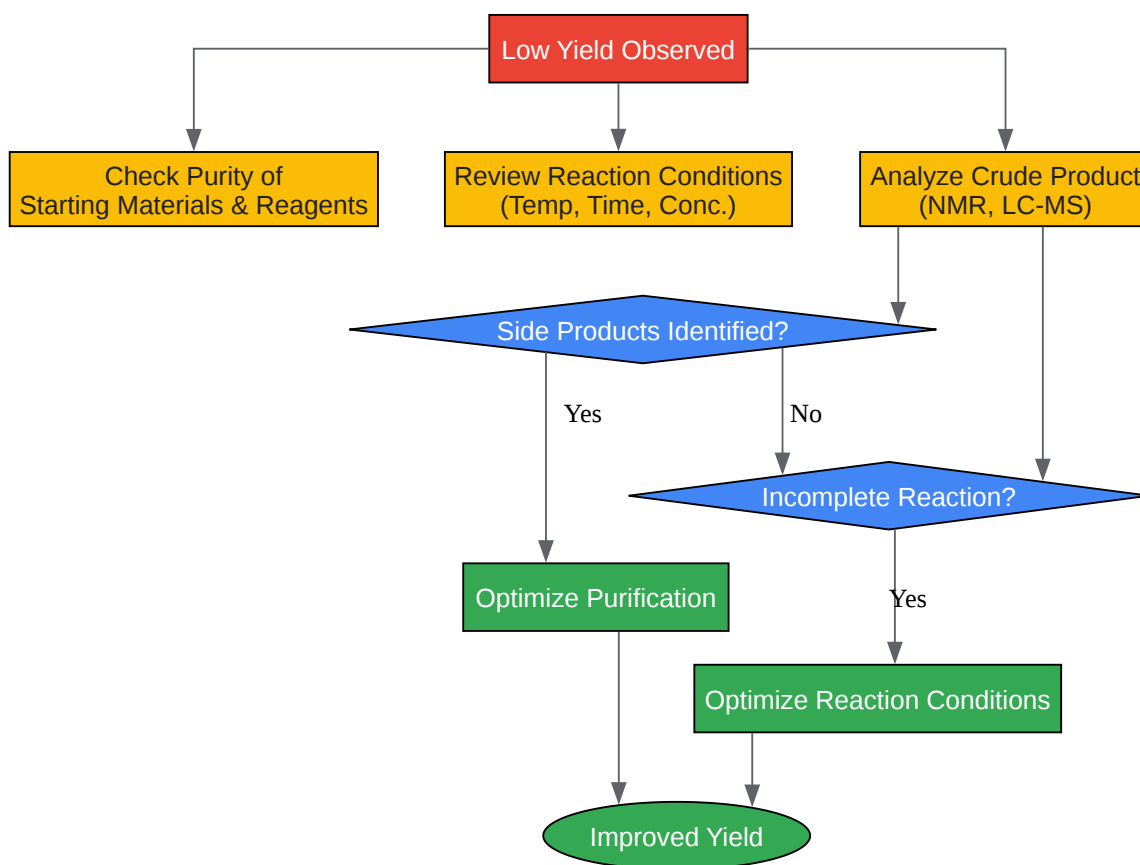 Low Yield Observed
Check Purity of
Starting Materials & Reagents
Review Reaction Conditions
(Temp, Time, Conc.)
Analyze Crude Product
(NMR, LC-MS)
Side Products Identified?
Yes
No
Incomplete Reaction?
Optimize Purification
Yes
Optimize Reaction Conditions
Improved Yield